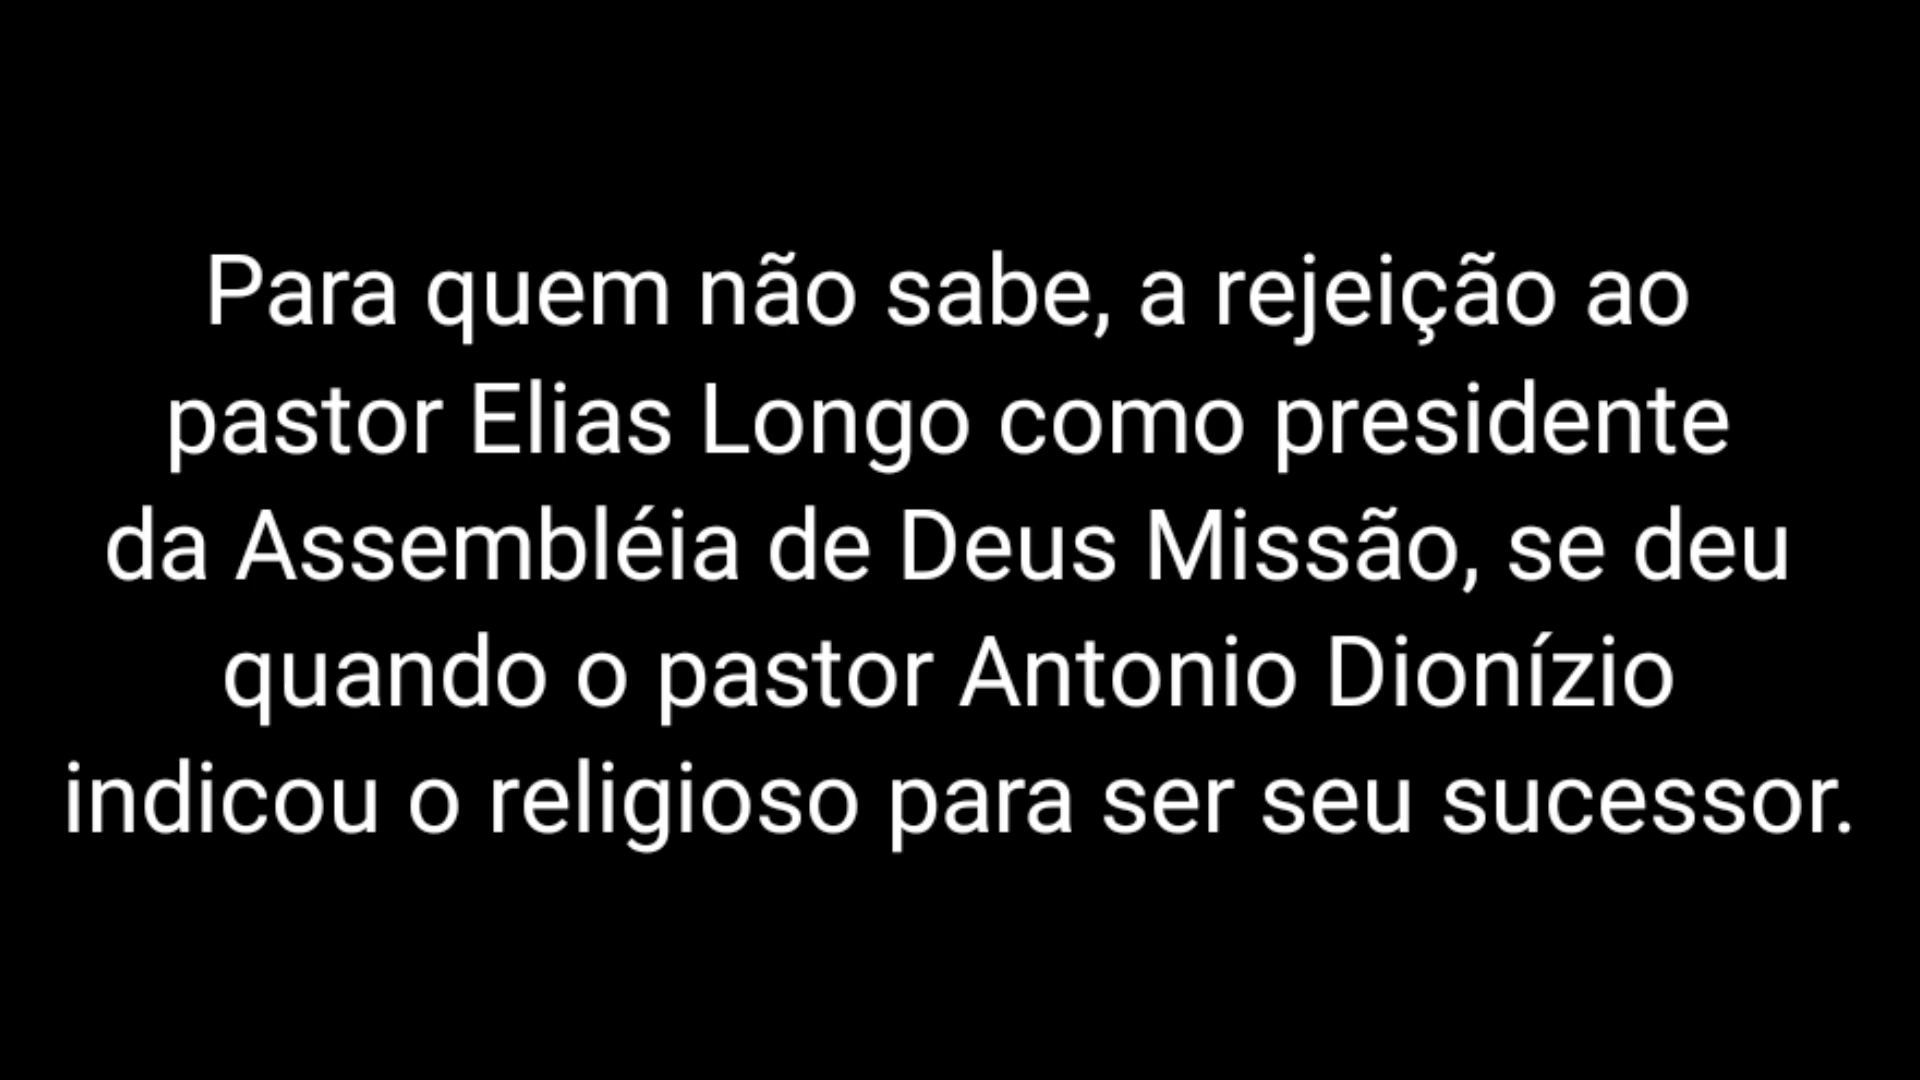 Para quem não sabe, a rejeição ao
pastor Elias Longo como presidente
da Assembléia de Deus Missão, se deu
quando o pastor Antonio Dionízio
indicou o religioso para ser seu sucessor.